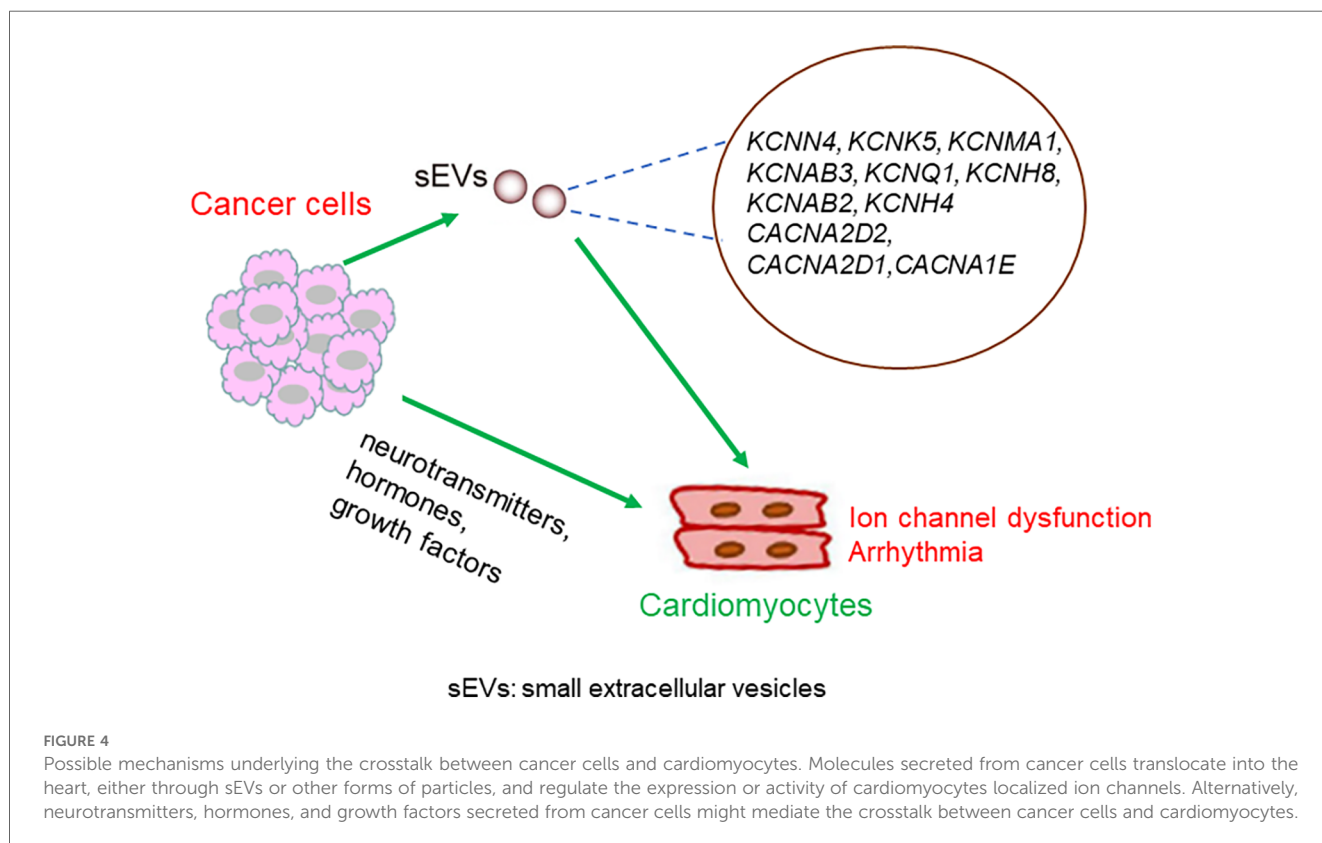 KCNN4, KCNK5, KCNMA1,
KCNAB3, KCNQ1, KCNH8,
KCNAB2, KCNH4
CACNA2D2,
CACNA2D1,CACNA1E
sEVs
Cancer cells
neurotransmitters,
hormones,
growth factors
Ion channel dysfunction
Arrhythmia
Cardiomyocytes
sEVs: small extracellular vesicles
FIGURE 4
Possible mechanisms underlying the crosstalk between cancer cells and cardiomyocytes. Molecules secreted from cancer cells translocate into the
heart, either through sEVs or other forms of particles, and regulate the expression or activity of cardiomyocytes localized ion channels. Alternatively,
neurotransmitters, hormones, and growth factors secreted from cancer cells might mediate the crosstalk between cancer cells and cardiomyocytes.